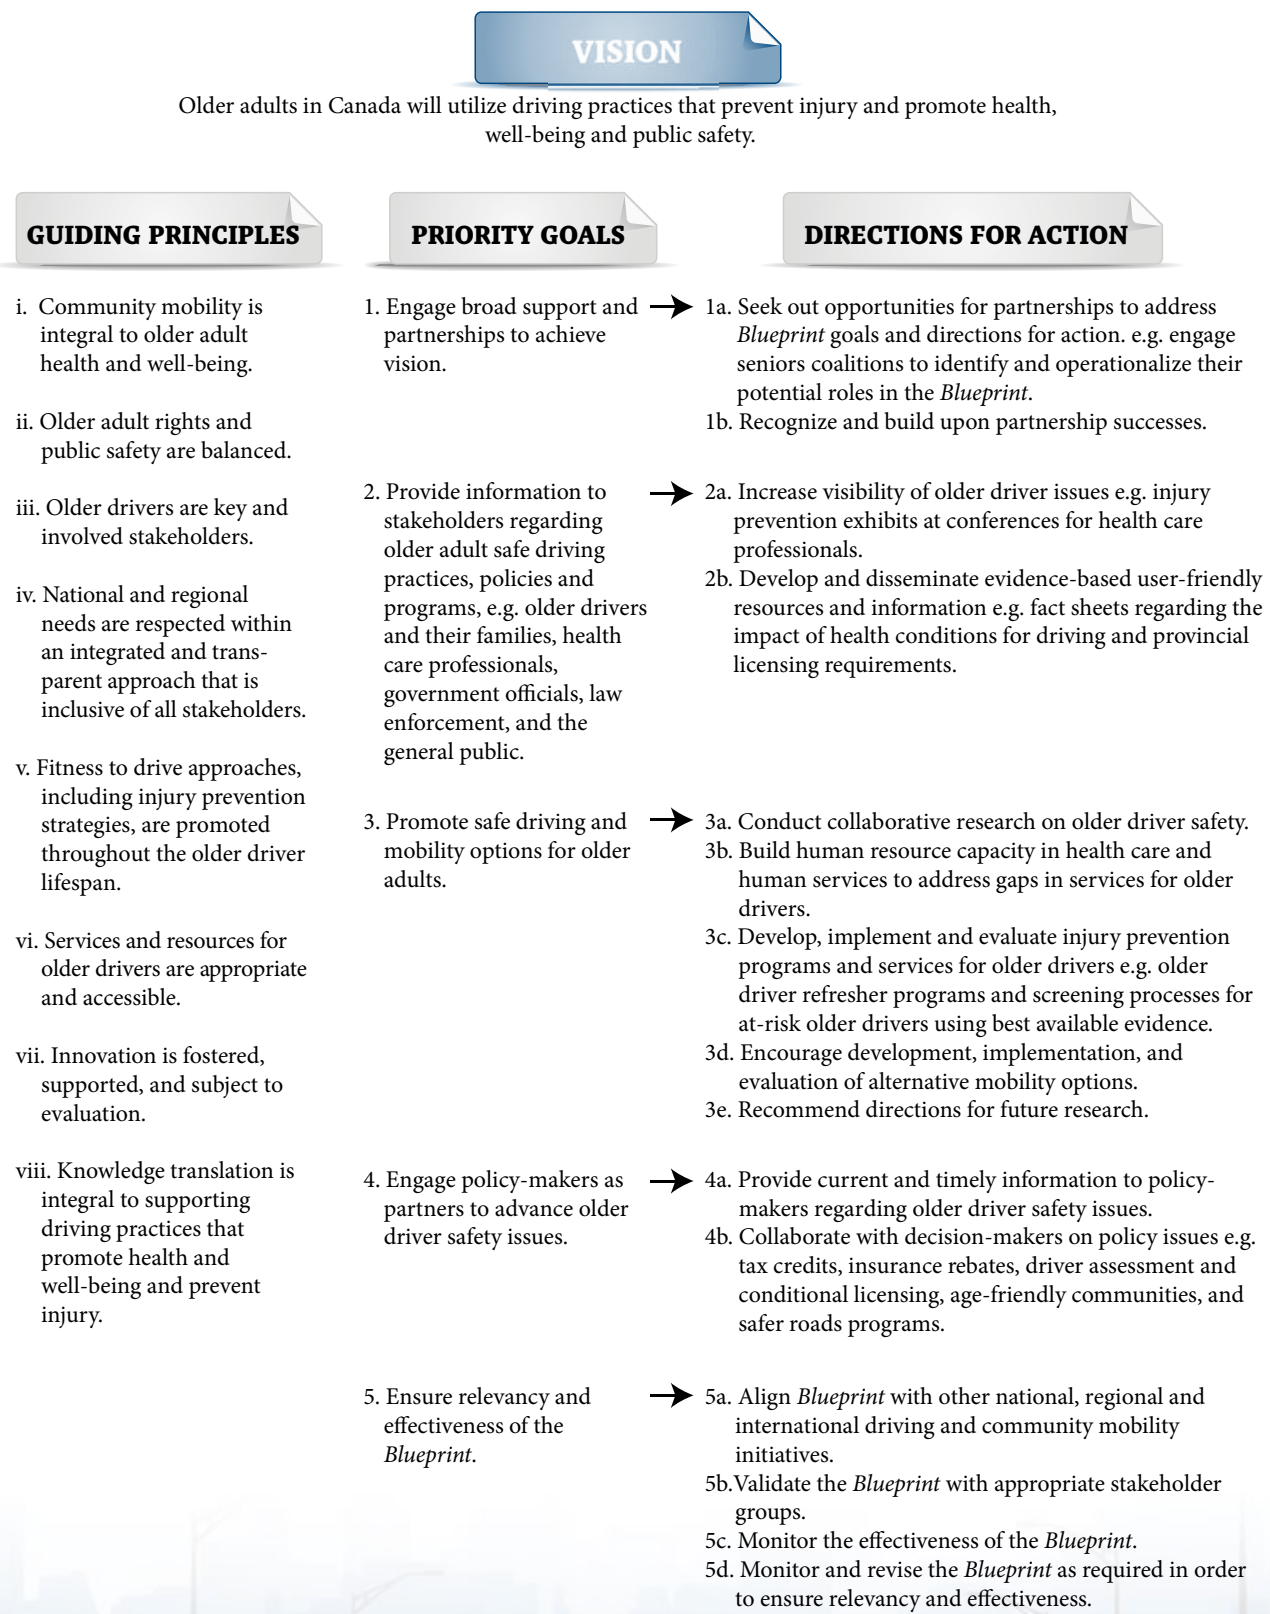 VISION
Older adults in Canada will utilize driving practices that prevent injury and promote health,
well-being and public safety.
GUIDING PRINCIPLES
i. Community mobility is
integral to older adult
health and well-being.
ii. Older adult rights and
public safety are balanced.
iii. Older drivers are key and
involved stakeholders.
iv. National and regional
needs are respected within
an integrated and trans-
parent approach that is
inclusive of all stakeholders.
v. Fitness to drive approaches,
including injury prevention
strategies, are promoted
throughout the older driver
lifespan.
vi. Services and resources for
older drivers are appropriate
and accessible.
vii. Innovation is fostered,
supported, and subject to
evaluation.
viii. Knowledge translation is
integral to supporting
driving practices that
promote health and
well-being and prevent
injury.
PRIORITY GOALS
1. Engage broad support and
partnerships to achieve
vision.
2. Provide information to
stakeholders regarding
older adult safe driving
practices, policies and
programs, e.g. older drivers
and their families, health
care professionals,
government officials, law
enforcement, and the
general public.
3. Promote safe driving and
mobility options for older
adults.
4. Engage policy-makers as
partners to advance older
driver safety issues.
5. Ensure relevancy and
effectiveness of the
Blueprint.
DIRECTIONS FOR ACTION
1a. Seek out opportunities for partnerships to address
Blueprint goals and directions for action. e.g. engage
seniors coalitions to identify and operationalize their
potential roles in the Blueprint.
1b. Recognize and build upon partnership successes.
2a. Increase visibility of older driver issues e.g. injury
prevention exhibits at conferences for health care
professionals.
2b. Develop and disseminate evidence-based user-friendly
resources and information e.g. fact sheets regarding the
impact of health conditions for driving and provincial
licensing requirements.
3a. Conduct collaborative research on older driver safety.
3b. Build human resource capacity in health care and
human services to address gaps in services for older
drivers.
3c. Develop, implement and evaluate injury prevention
programs and services for older drivers e.g. older
driver refresher programs and screening processes for
at-risk older drivers using best available evidence.
3d. Encourage development, implementation, and
evaluation of alternative mobility options.
3e. Recommend directions for future research.
4a. Provide current and timely information to policy-
makers regarding older driver safety issues.
4b. Collaborate with decision-makers on policy issues e.g.
tax credits, insurance rebates, driver assessment and
conditional licensing, age-friendly communities, and
safer roads programs.
5a. Align Blueprint with other national, regional and
international driving and community mobility
initiatives.
5b.Validate the Blueprint with appropriate stakeholder
groups.
5c. Monitor the effectiveness of the Blueprint.
5d. Monitor and revise the Blueprint as required in order
to ensure relevancy and effectiveness.